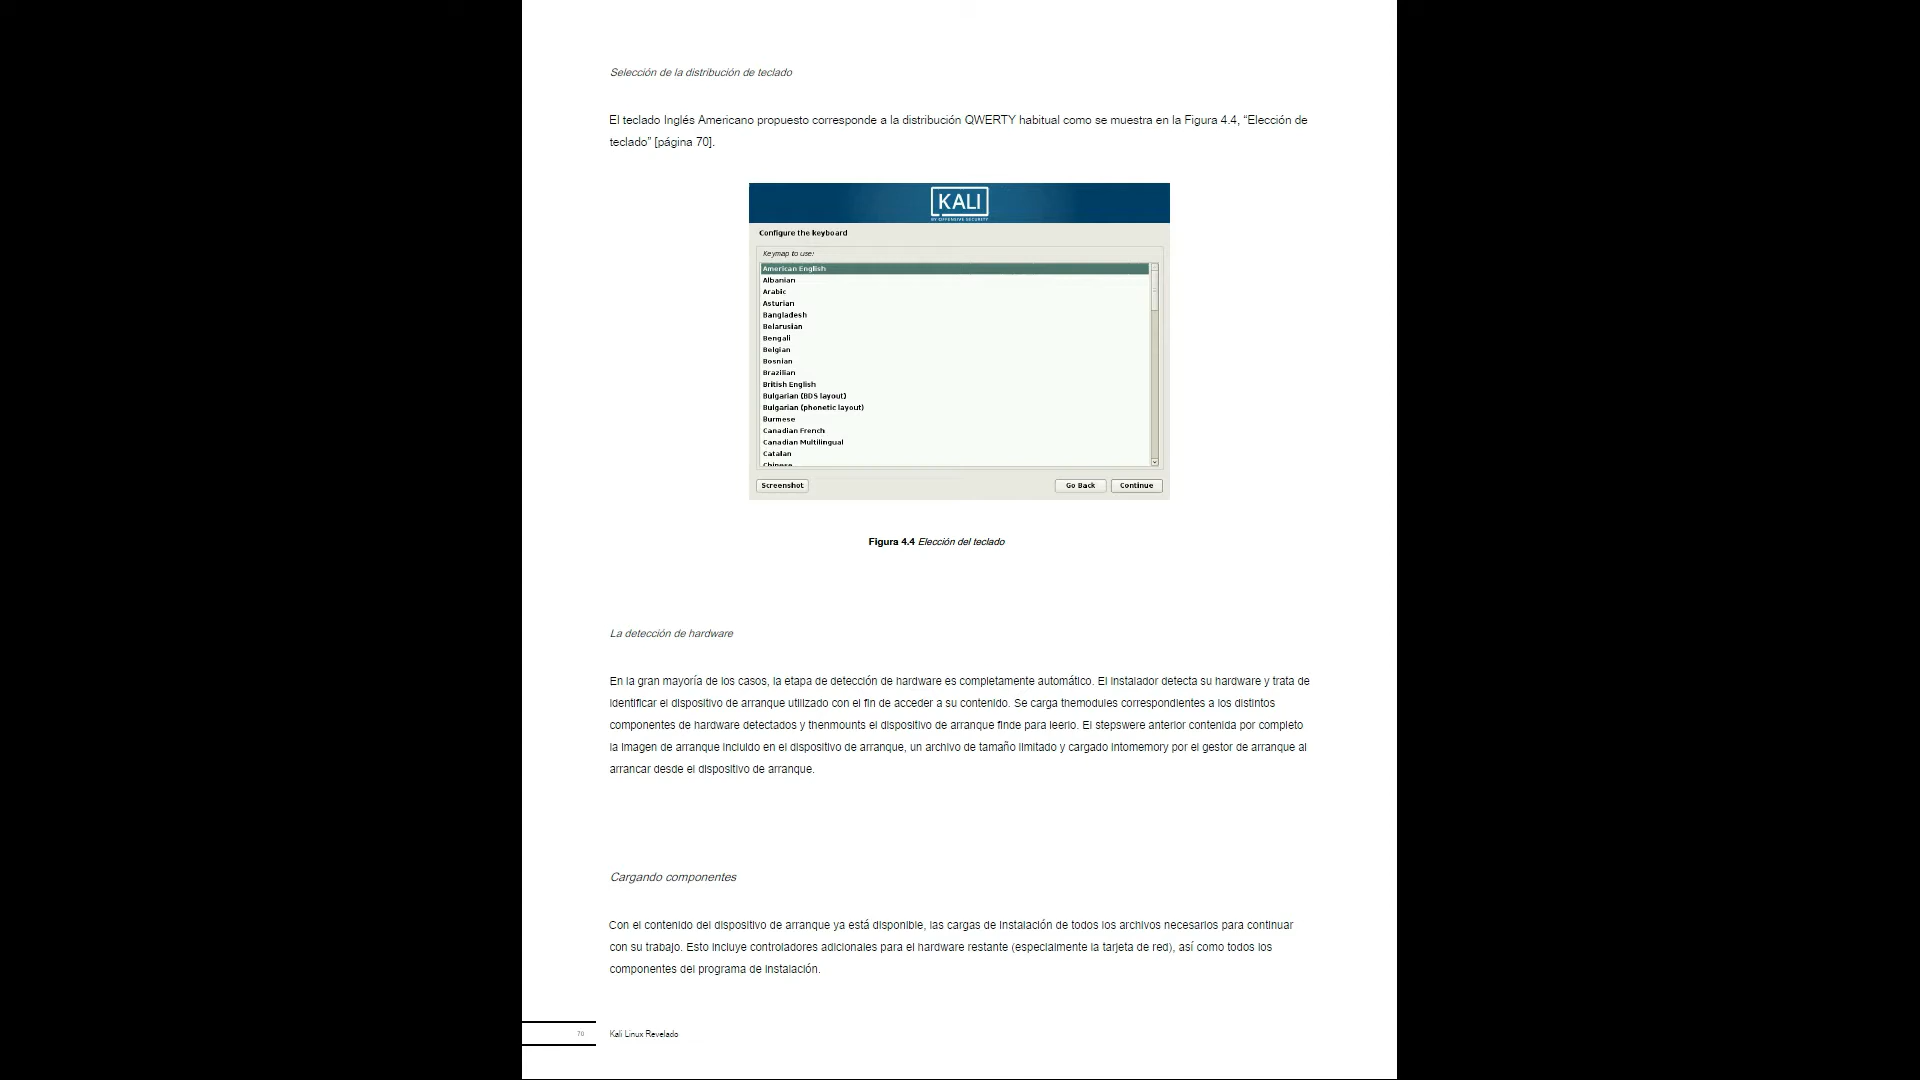 Selección de la distribución de teclado
El teclado Inglés Americano propuesto corresponde a la distribución QWERTY habitual como se muestra en la Figura 4.4, “Elección de
teclado” [página 70].
KALI
BY OFFENSIVE SECURITY
Configure the keyboard
Keymap to use:
American English
Albanian
Arabic
Asturian
Bangladesh
Belarusian
Bengali
Belgian
Bosnian
Brazilian
British English
Bulgarian (BDS layout)
Bulgarian (phonetic layout)
Burmese
Canadian French
Canadian Multilingual
Catalan
Chinese
Screenshot
Go Back
Continue
Figura 4.4 Elección del teclado
La detección de hardware
En la gran mayoría de los casos, la etapa de detección de hardware es completamente automático. El instalador detecta su hardware y trata de
identificar el dispositivo de arranque utilizado con el fin de acceder a su contenido. Se carga themodules correspondientes a los distintos
componentes de hardware detectados y thenmounts el dispositivo de arranque finde para leerlo. El stepswere anterior contenida por completo
la imagen de arranque incluido en el dispositivo de arranque, un archivo de tamaño limitado y cargado intomemory por el gestor de arranque al
arrancar desde el dispositivo de arranque.
Cargando componentes
Con el contenido del dispositivo de arranque ya está disponible, las cargas de instalación de todos los archivos necesarios para continuar
con su trabajo. Esto incluye controladores adicionales para el hardware restante (especialmente la tarjeta de red), así como todos los
componentes del programa de instalación.
70
Kali Linux Revelado